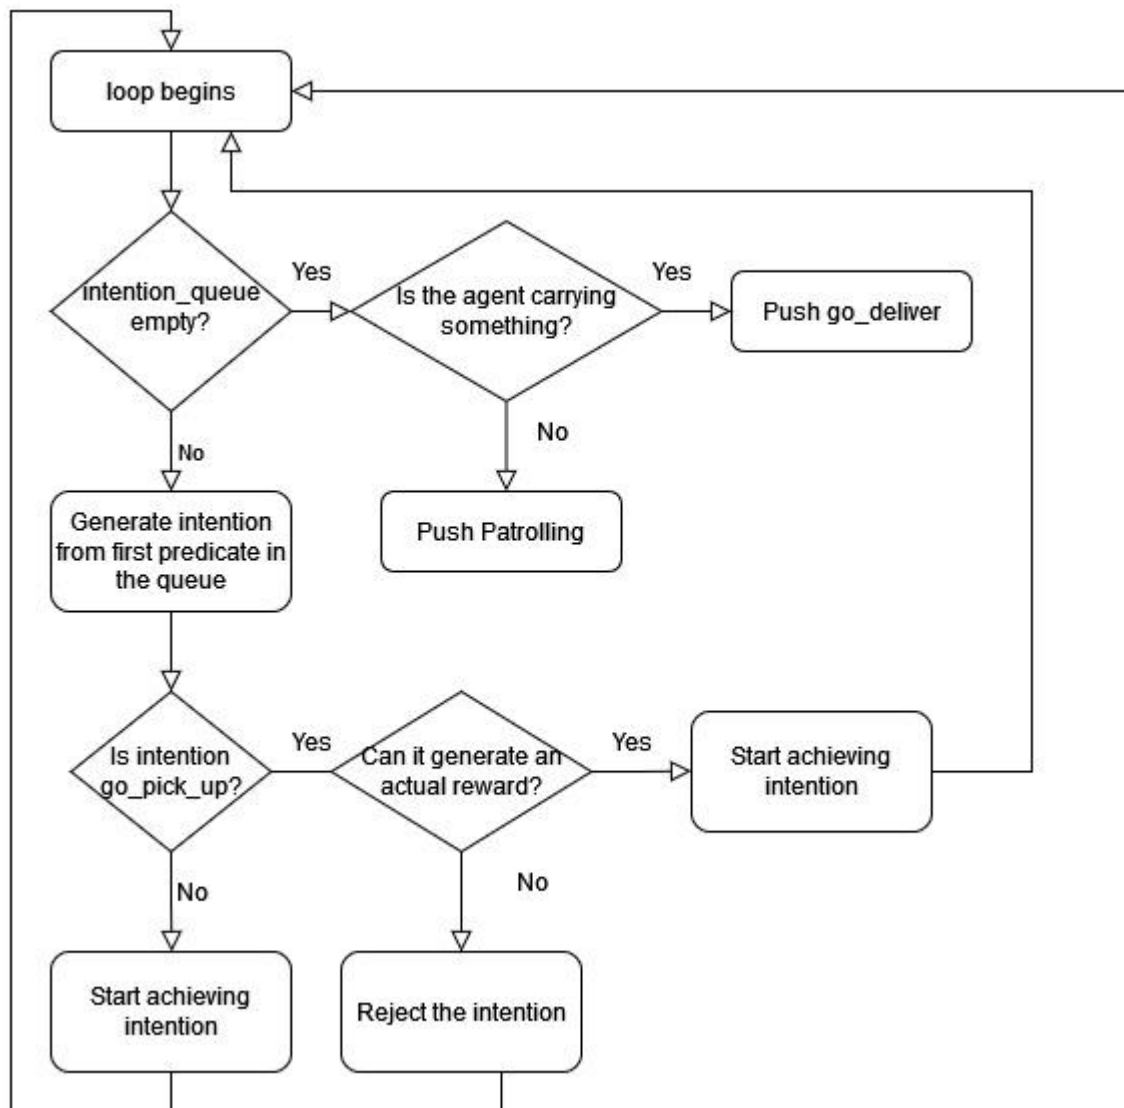 loop begins
intention_queue
empty?
Yes
Is the agent carrying
something?
Yes
Push go_deliver
No
No
Push Patrolling
Generate intention
from first predicate in
the queue
Is intention
go_pick_up?
Yes
Can it generate an
actual reward?
Yes
Start achieving
intention
No
No
Start achieving
intention
Reject the intention